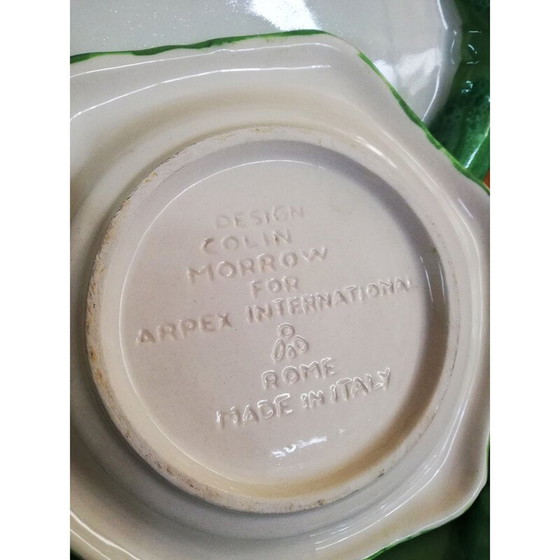 DESIGN
COLIN
MORROW
FOR
ARPEX INTERNATIONAL
ROME
MADE IN ITALY